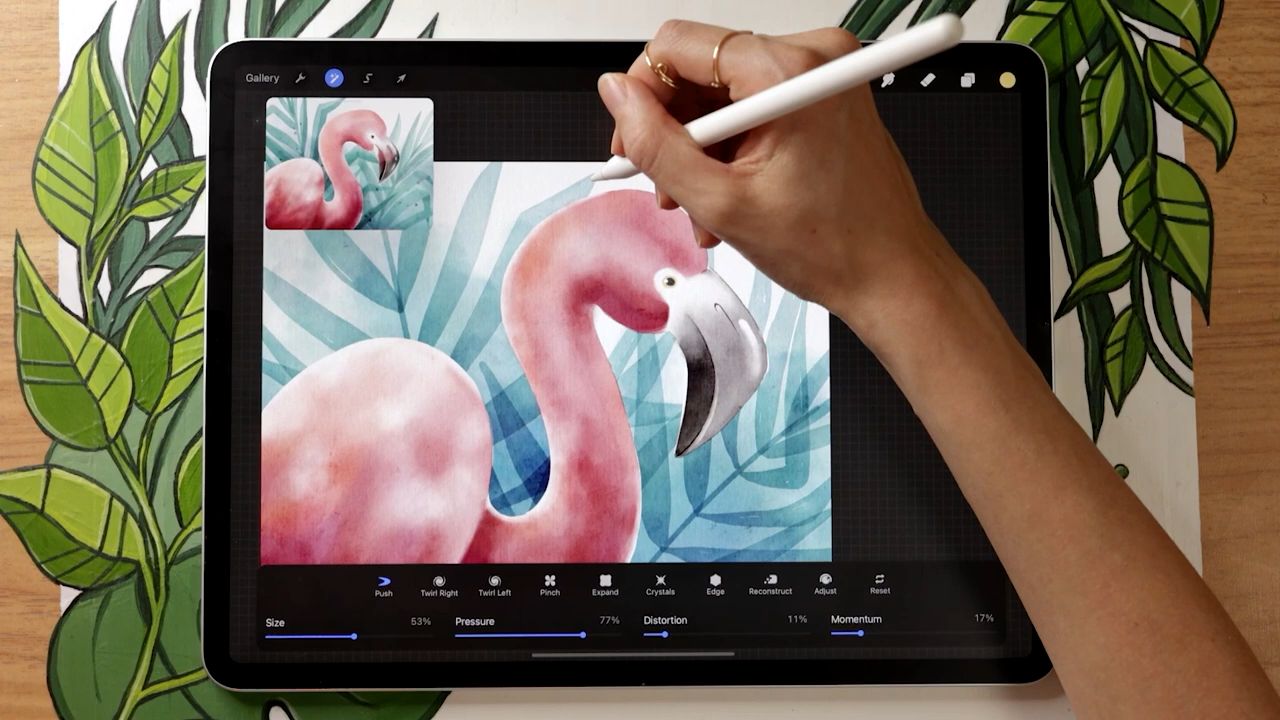 Gallery
Push
Twirl Right
Twirl Left
Pinch
Expand
Crystals
Edge
Reconstruct
Adjust
Reset
Size 53%
Pressure 77%
Distortion 11%
Momentum 17%